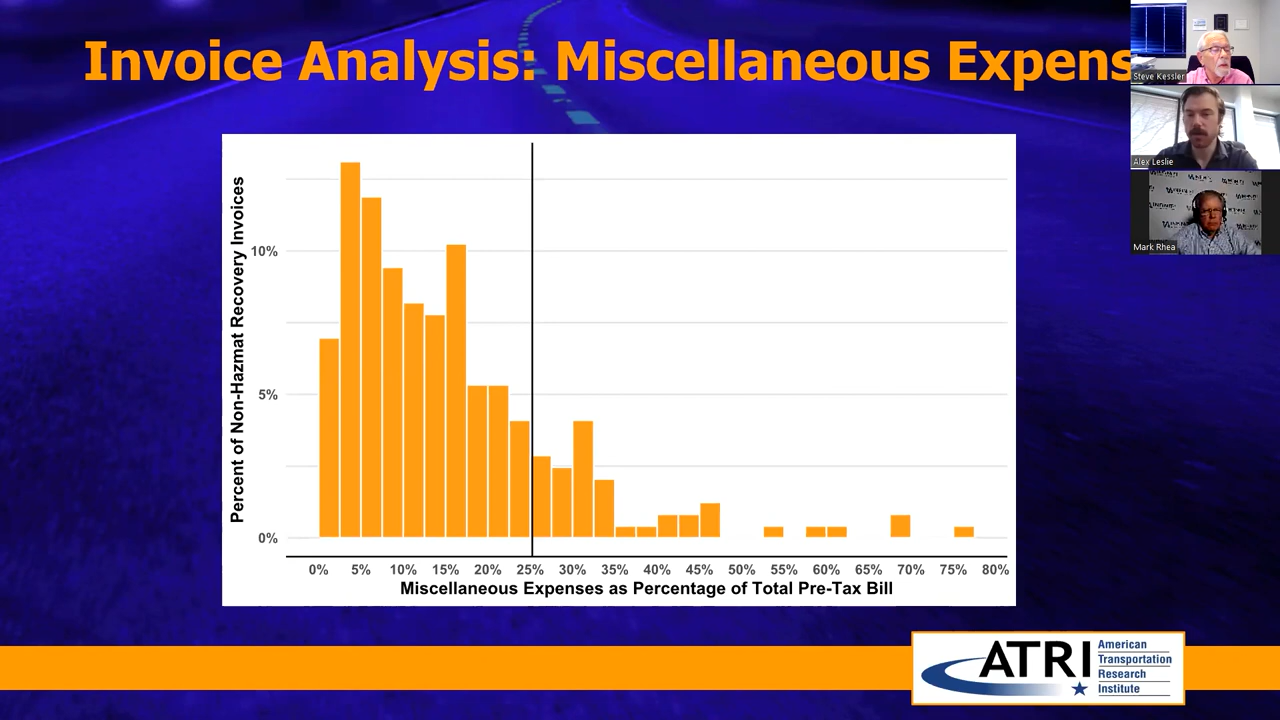 Invoice Analysis: Miscellaneous Expens
Steve Kessler
Alex Leslie
Mark Rhea
Percent of Non-Hazmat Recovery Invoices
10%
5%
0%
0% 5% 10% 15% 20% 25% 30% 35% 40% 45% 50% 55% 60% 65% 70% 75% 80%
Miscellaneous Expenses as Percentage of Total Pre-Tax Bill
ATRI
American
Transportation
Research
Institute